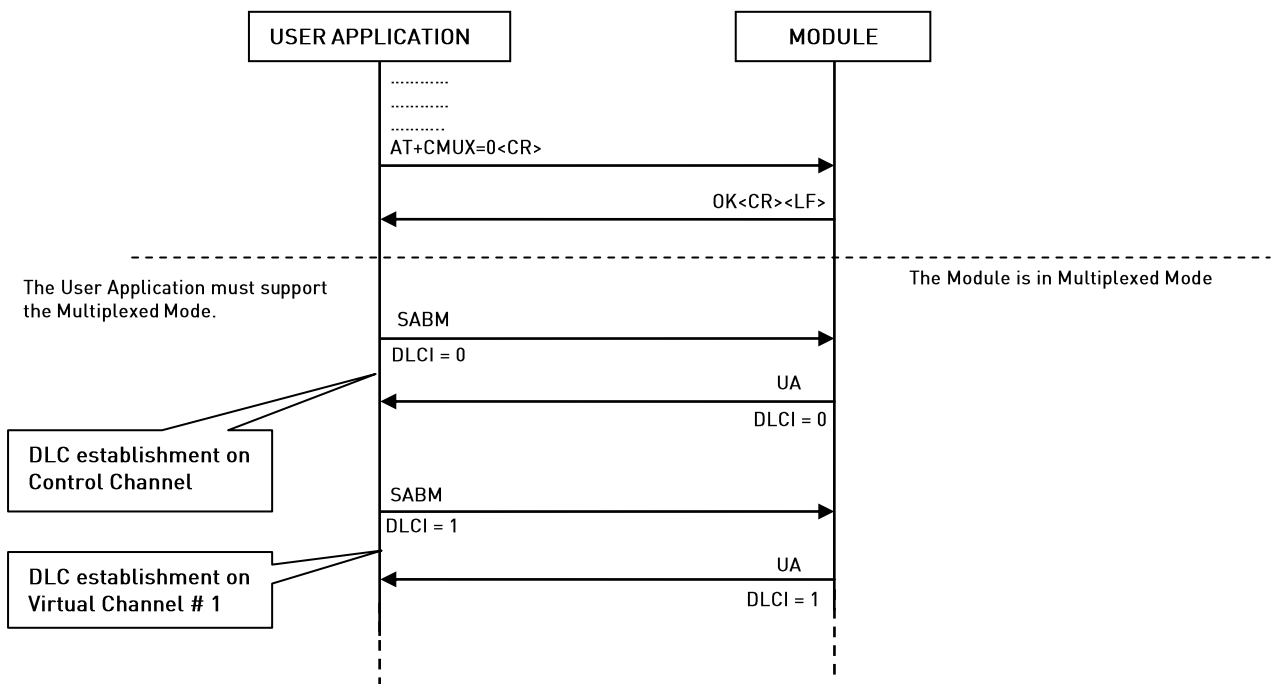 USER APPLICATION
MODULE
............
............
...........
AT+CMUX=0<CR>
OK<CR><LF>
The User Application must support
the Multiplexed Mode.
The Module is in Multiplexed Mode
SABM
DLCI = 0
UA
DLCI = 0
DLC establishment on
Control Channel
SABM
DLCI = 1
UA
DLCI = 1
DLC establishment on
Virtual Channel # 1